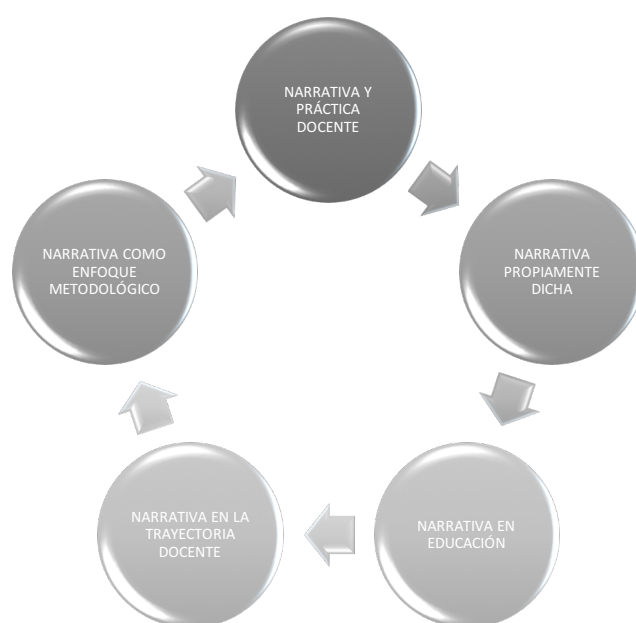 NARRATIVA Y
PRÁCTICA
DOCENTE
NARRATIVA
PROPIAMENTE
DICHA
NARRATIVA EN
EDUCACIÓN
NARRATIVA EN LA
TRAYECTORIA
DOCENTE
NARRATIVA COMO
ENFOQUE
METODOLÓGICO